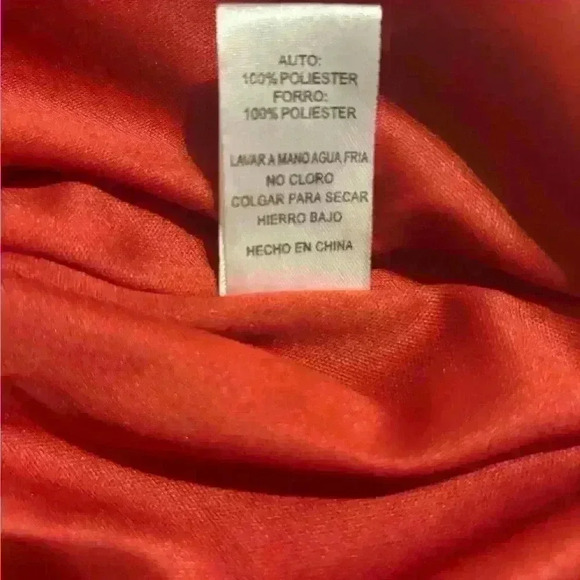 AUTO:
100% POLIESTER
FORRO:
100% POLIESTER
LAVAR A MANO AGUA FRIA
NO CLORO
COLGAR PARA SECAR
HIERRO BAJO
HECHO EN CHINA